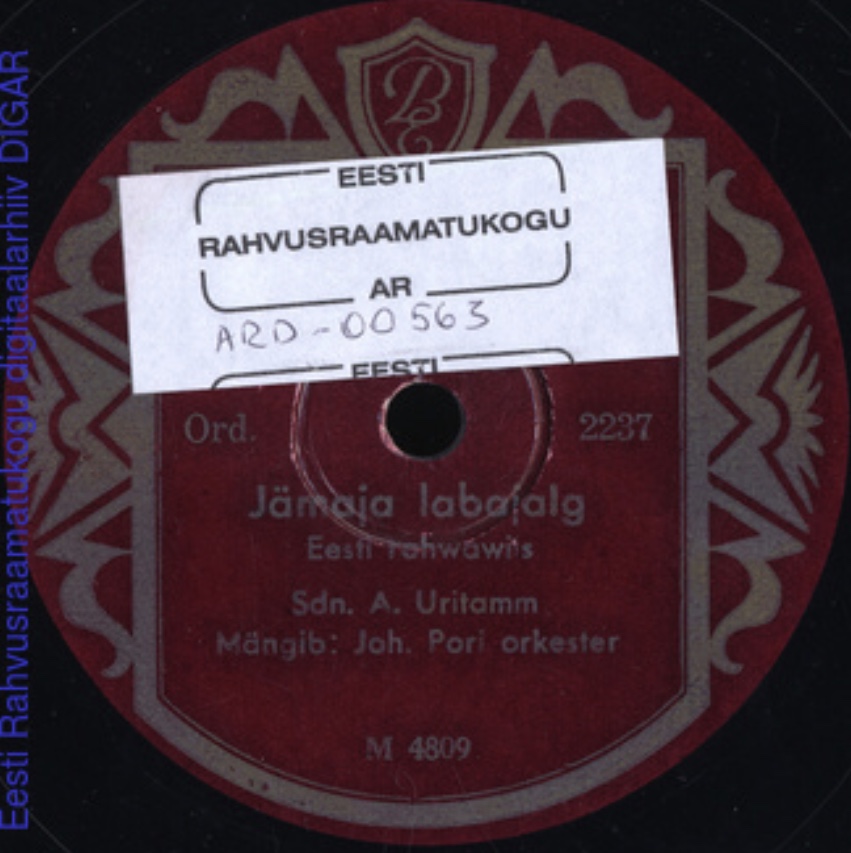 EESTI
RAHVUSRAAMATUKOGU
AR
ARD-00563
EESTI
Ord. 2237
Jämaja labajalg
Eesti rahwawiis
Sdn. A. Uritamm
Mängib: Joh. Pori orkester
M 4809
Eesti Rahvusraamatukogu digitaalarhiiv DIGAR